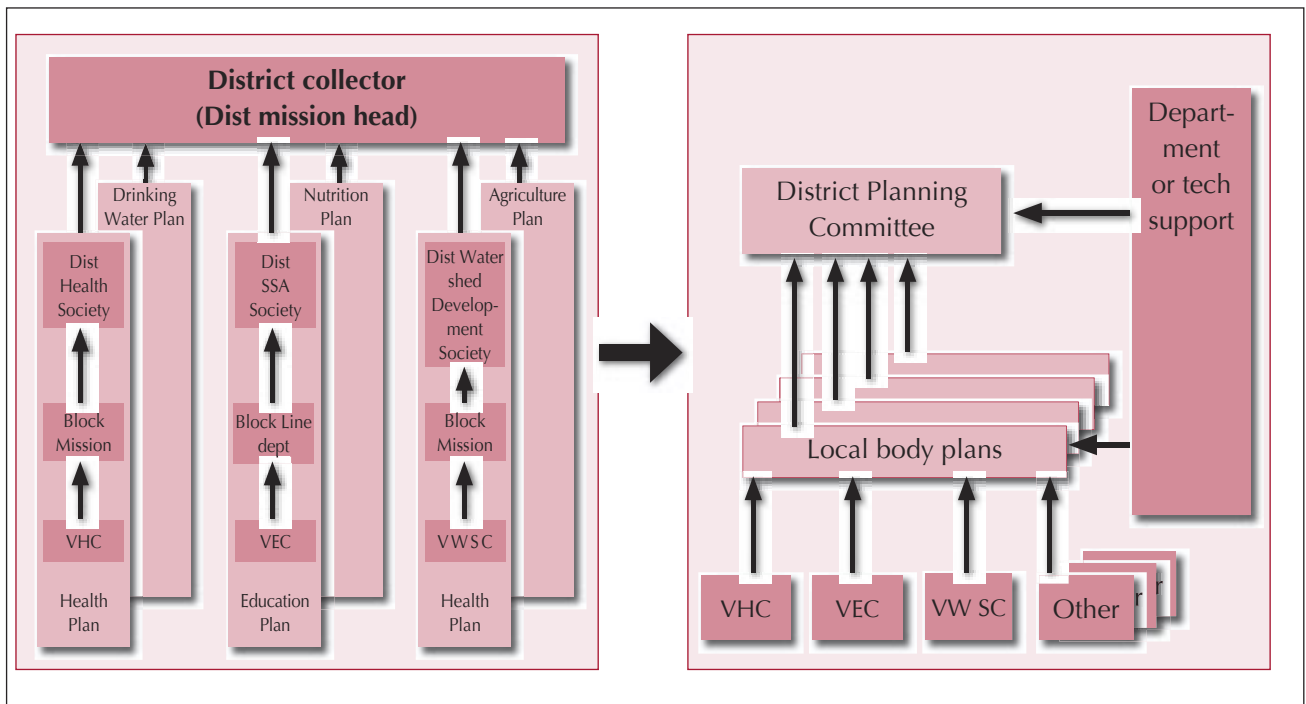 District collector
(Dist mission head)
Drinking
Water Plan
Dist
Health
Society
Block
Mission
VHC
Health
Plan
Nutrition
Plan
Dist
SSA
Society
Block Line
dept
VEC
Education
Plan
Agriculture
Plan
Dist Water
shed
Develop-
ment
Society
Block
Mission
VWSC
Health
Plan
Depart-
ment
or tech
support
District Planning
Committee
Local body plans
VHC
VEC
VW SC
Other